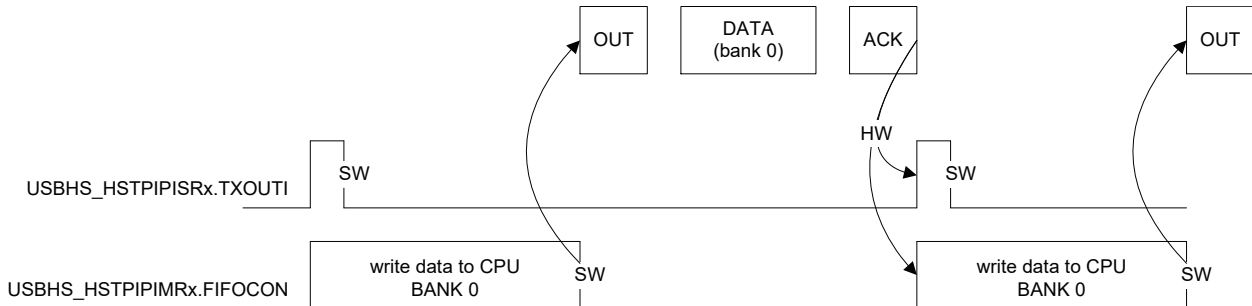 OUT
DATA
(bank 0)
ACK
OUT
HW
SW
SW
USBHS_HSTPIPISRx.TXOUTI
write data to CPU
BANK 0
SW
write data to CPU
BANK 0
SW
USBHS_HSTPIPIMRx.FIFOCON